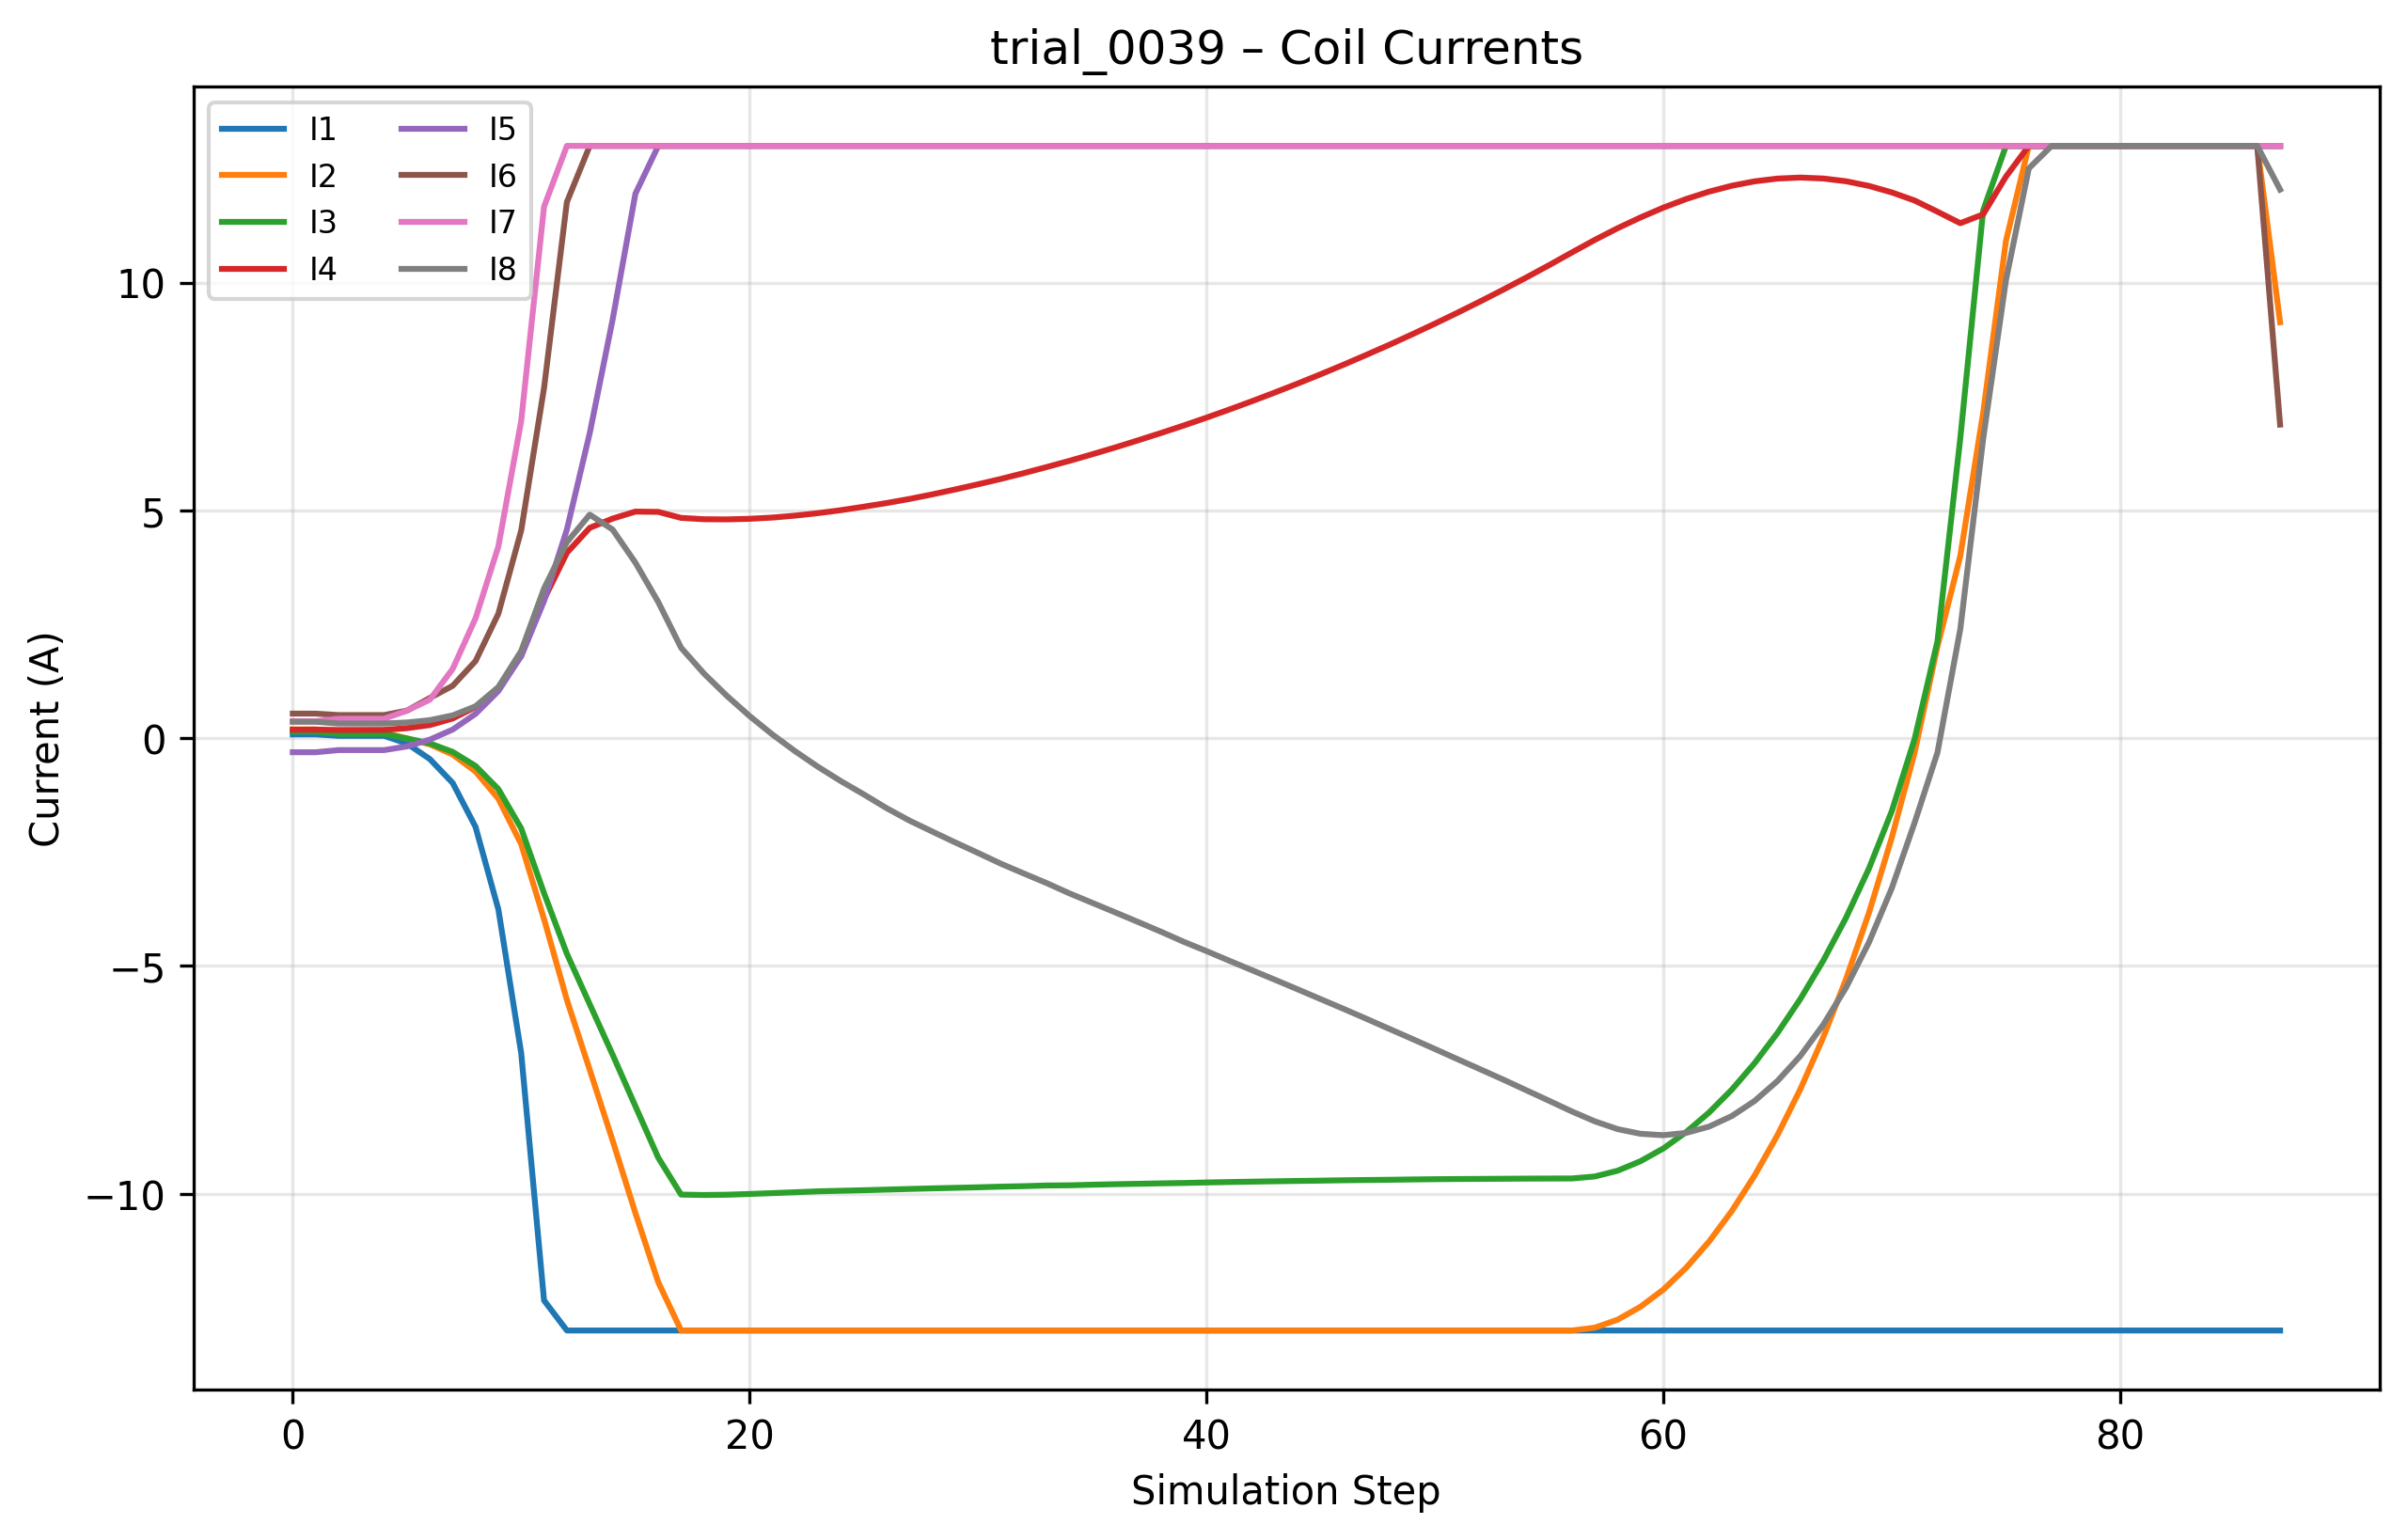 trial_0039 – Coil Currents
I1
I2
I3
I4
I5
I6
I7
I8
Current (A)
10
5
0
−5
−10
0
20
40
60
80
Simulation Step